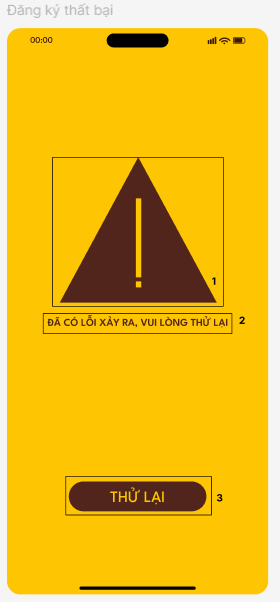 Đăng ký thất bại
00:00
1
ĐÃ CÓ LỖI XẢY RA, VUI LÒNG THỬ LẠI
2
THỬ LẠI
3